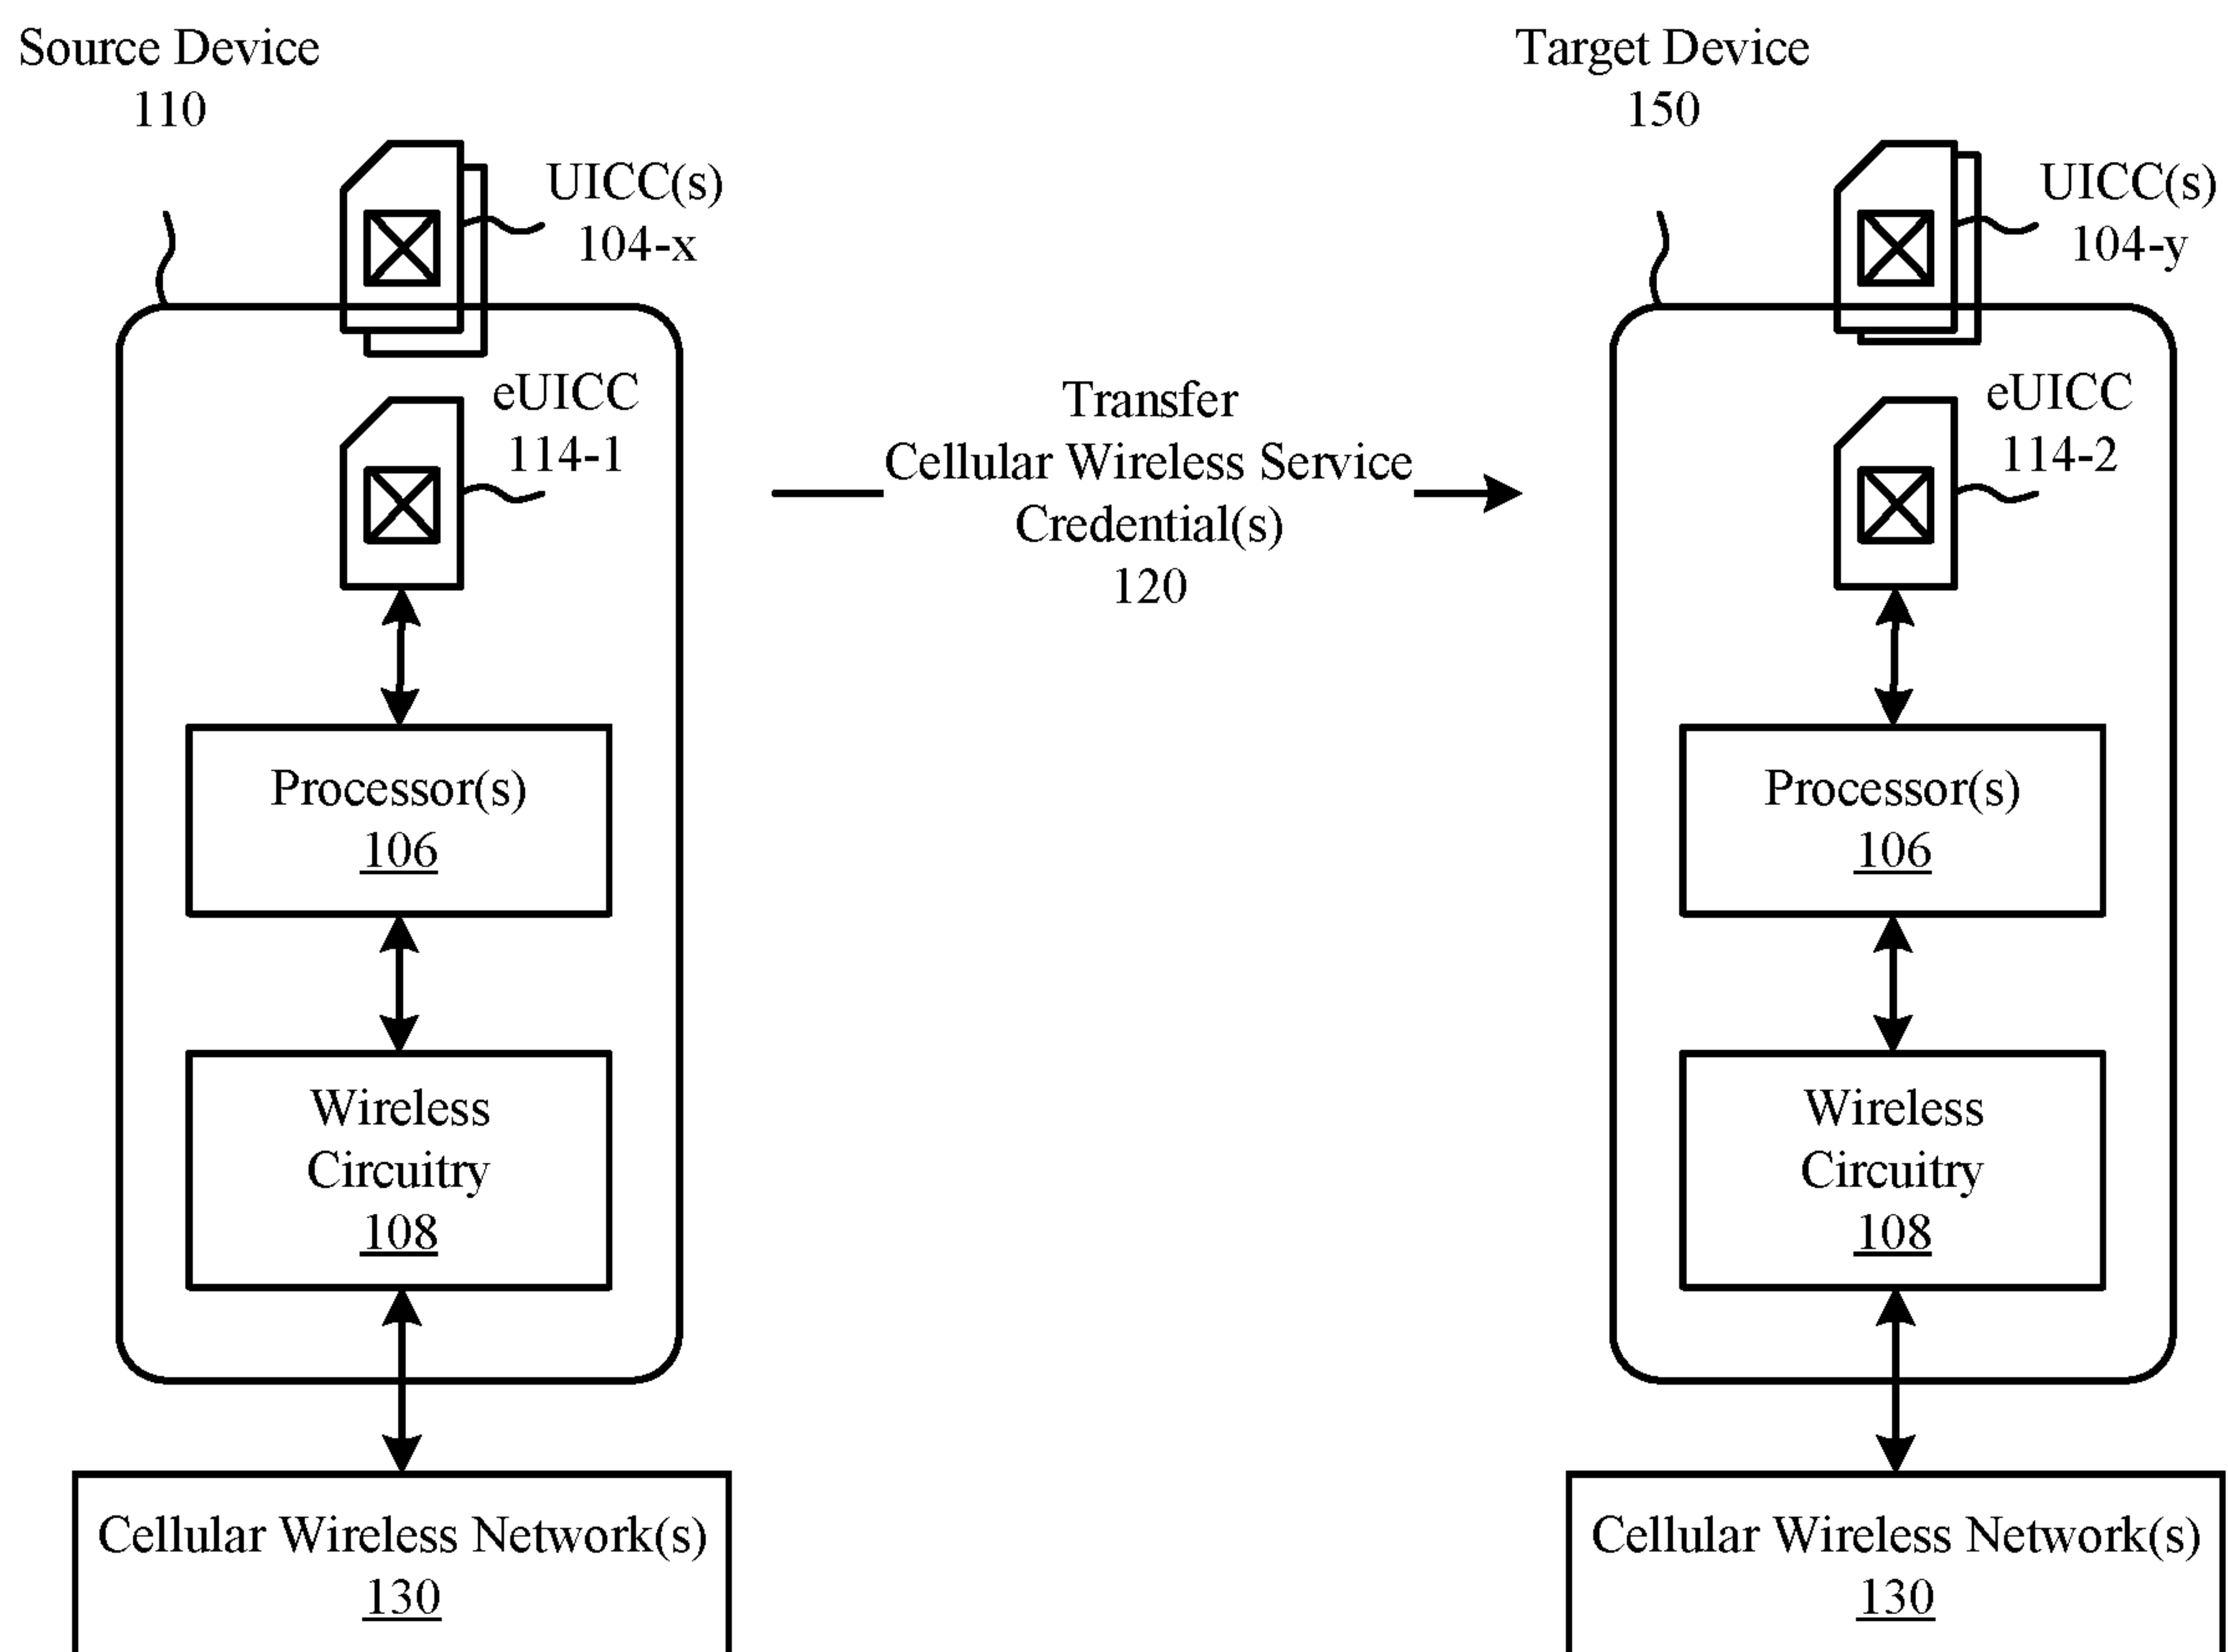 Source Device
110
UICC(s)
104-x
eUICC
114-1
Processor(s)
106
Wireless
Circuitry
108
Cellular Wireless Network(s)
130
Transfer
Cellular Wireless Service
Credential(s)
120
Target Device
150
UICC(s)
104-y
eUICC
114-2
Processor(s)
106
Wireless
Circuitry
108
Cellular Wireless Network(s)
130